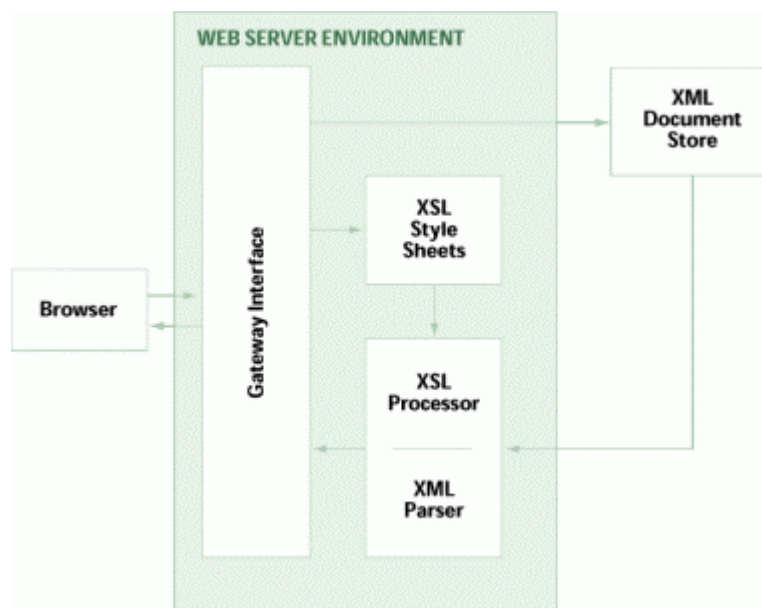 WEB SERVER ENVIRONMENT
XML
Document
Store
XSL
Style
Sheets
Browser
Gateway Interface
XSL
Processor
XML
Parser